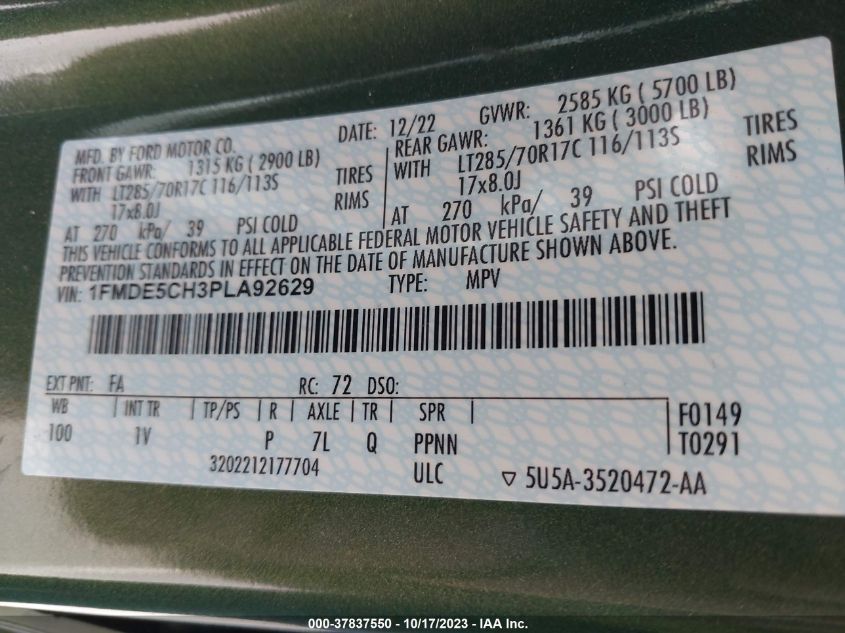 MFD. BY FORD MOTOR CO.
DATE: 12/22 GVWR: 2585 KG ( 5700 LB)
FRONT GAWR: 1315 KG ( 2900 LB)
REAR GAWR: 1361 KG ( 3000 LB)
WITH LT285/70R17C 116/113S TIRES
WITH LT285/70R17C 116/113S TIRES
17x8.0J RIMS
17x8.0J RIMS
AT 270 kPa/ 39 PSI COLD
AT 270 kPa/ 39 PSI COLD
THIS VEHICLE CONFORMS TO ALL APPLICABLE FEDERAL MOTOR VEHICLE SAFETY AND THEFT
PREVENTION STANDARDS IN EFFECT ON THE DATE OF MANUFACTURE SHOWN ABOVE.
VIN: 1FMDE5CH3PLA92629 TYPE: MPV
EXT PNT: FA RC: 72 DSO:
WB | INT TR | TP/PS | R | AXLE | TR | SPR | F0149
100 1V P 7L Q PPNN T0291
3202212177704 ULC ▽ 5U5A-3520472-AA
000-37837550 - 10/17/2023 - IAA Inc.